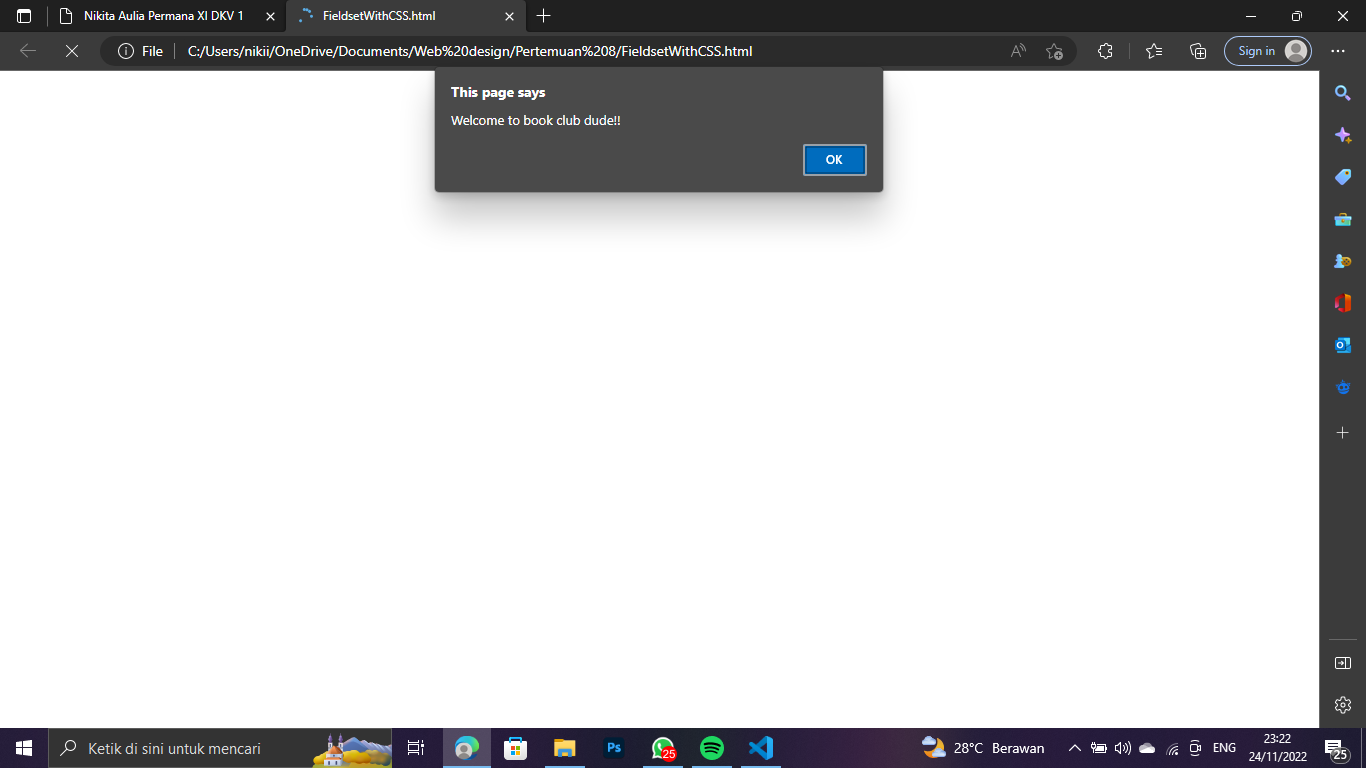 Nikita Aulia Permana XI DKV 1
FieldsetWithCSS.html
File
C:/Users/nikii/OneDrive/Documents/Web%20design/Pertemuan%208/FieldsetWithCSS.html
Sign in
This page says
Welcome to book club dude!!
OK
Ketik di sini untuk mencari
Ps
25
28°C Berawan
ENG
23:22
24/11/2022
25